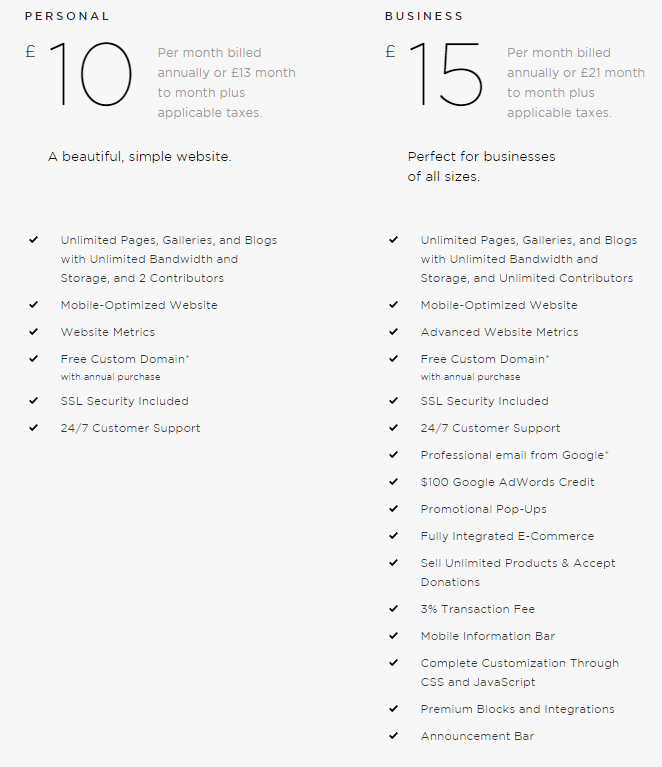 PERSONAL
£ 10
Per month billed
annually or £13 month
to month plus
applicable taxes.
A beautiful, simple website.
Unlimited Pages, Galleries, and Blogs
with Unlimited Bandwidth and
Storage, and 2 Contributors
Mobile-Optimized Website
Website Metrics
Free Custom Domain*
with annual purchase
SSL Security Included
24/7 Customer Support
BUSINESS
£ 15
Per month billed
annually or £21 month
to month plus
applicable taxes.
Perfect for businesses
of all sizes.
Unlimited Pages, Galleries, and Blogs
with Unlimited Bandwidth and
Storage, and Unlimited Contributors
Mobile-Optimized Website
Advanced Website Metrics
Free Custom Domain*
with annual purchase
SSL Security Included
24/7 Customer Support
Professional email from Google*
$100 Google AdWords Credit
Promotional Pop-Ups
Fully Integrated E-Commerce
Sell Unlimited Products & Accept
Donations
3% Transaction Fee
Mobile Information Bar
Complete Customization Through
CSS and JavaScript
Premium Blocks and Integrations
Announcement Bar